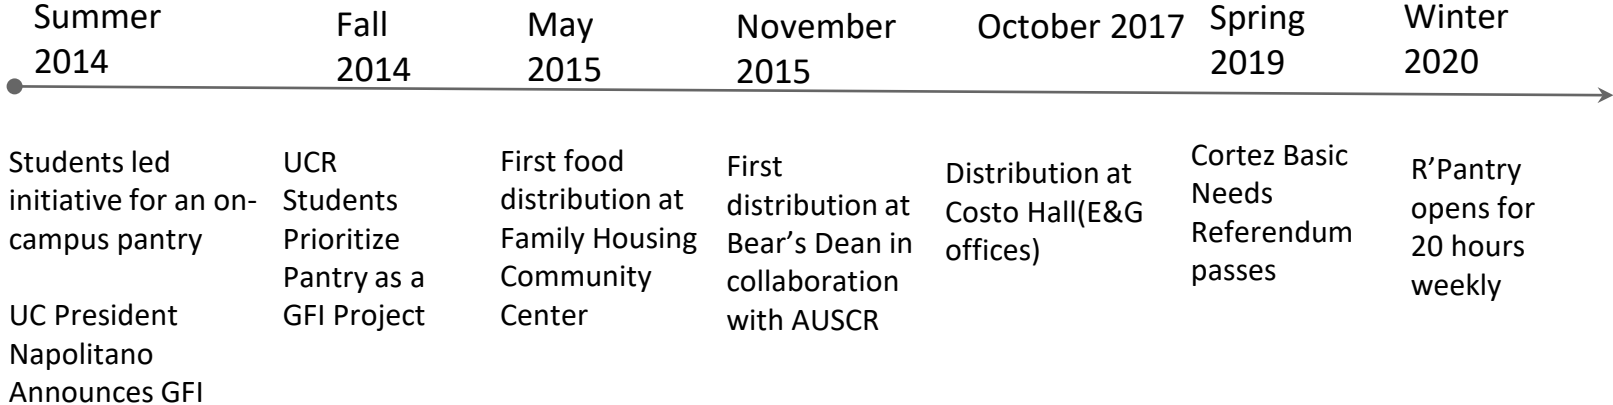 Summer
2014
Fall
2014
May
2015
November
2015
October 2017
Spring
2019
Winter
2020
Students led
initiative for an on-
campus pantry
UC President
Napolitano
Announces GFI
UCR
Students
Prioritize
Pantry as a
GFI Project
First food
distribution at
Family Housing
Community
Center
First
distribution at
Bear’s Dean in
collaboration
with AUSCR
Distribution at
Costo Hall(E&G
offices)
Cortez Basic
Needs
Referendum
passes
R’Pantry
opens for
20 hours
weekly